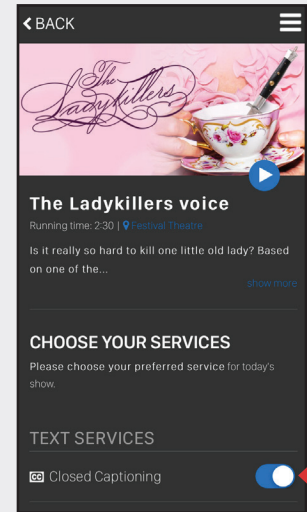 BACK
The
Ladykillers
The Ladykillers voice
Running time: 2:30 | Festival Theatre
Is it really so hard to kill one little old lady? Based
on one of the...
show more
CHOOSE YOUR SERVICES
Please choose your preferred service for today's
show.
TEXT SERVICES
CC Closed Captioning